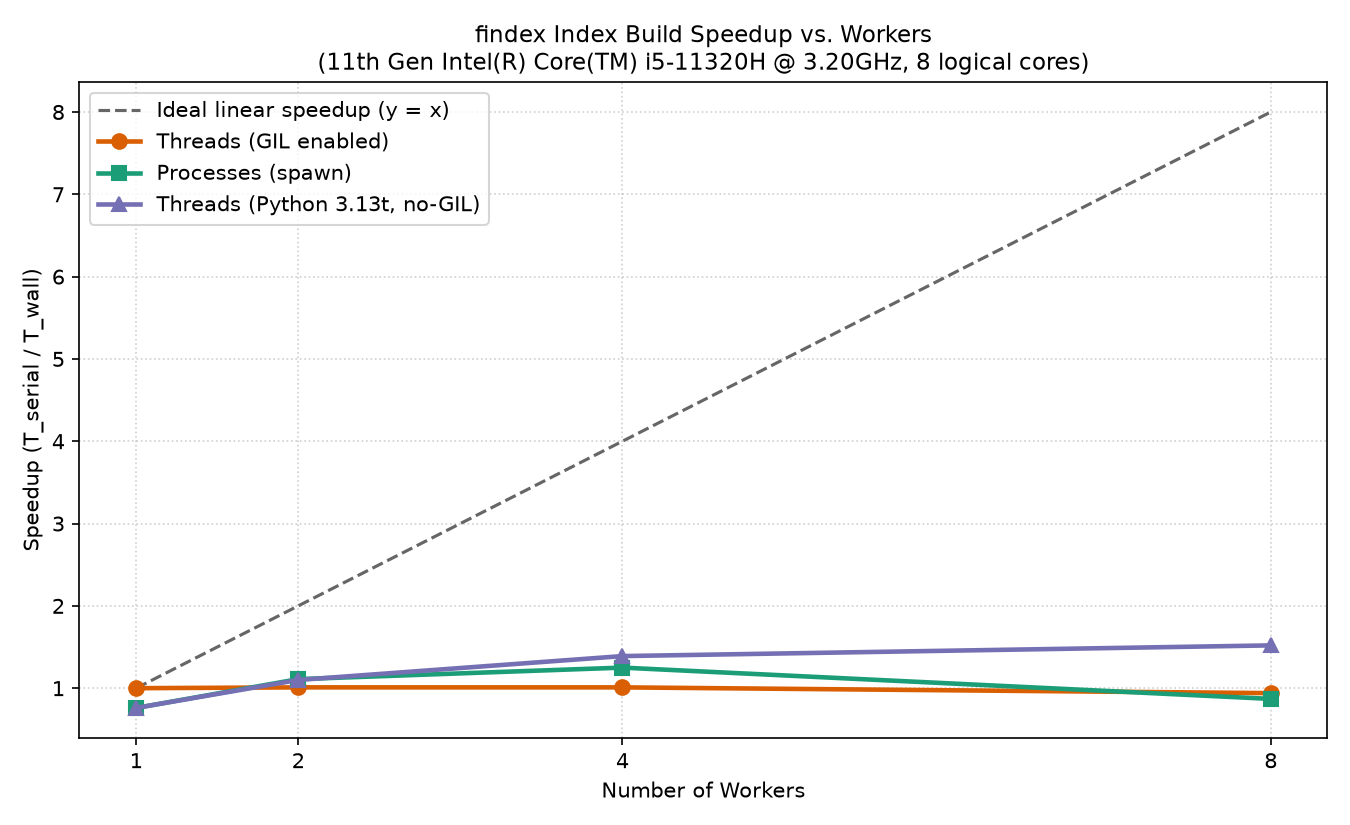 findex Index Build Speedup vs. Workers
(11th Gen Intel(R) Core(TM) i5-11320H @ 3.20GHz, 8 logical cores)
Ideal linear speedup (y = x)
Threads (GIL enabled)
Processes (spawn)
Threads (Python 3.13t, no-GIL)
Speedup (T_serial / T_wall)
8
7
6
5
4
3
2
1
1 2 4 8
Number of Workers